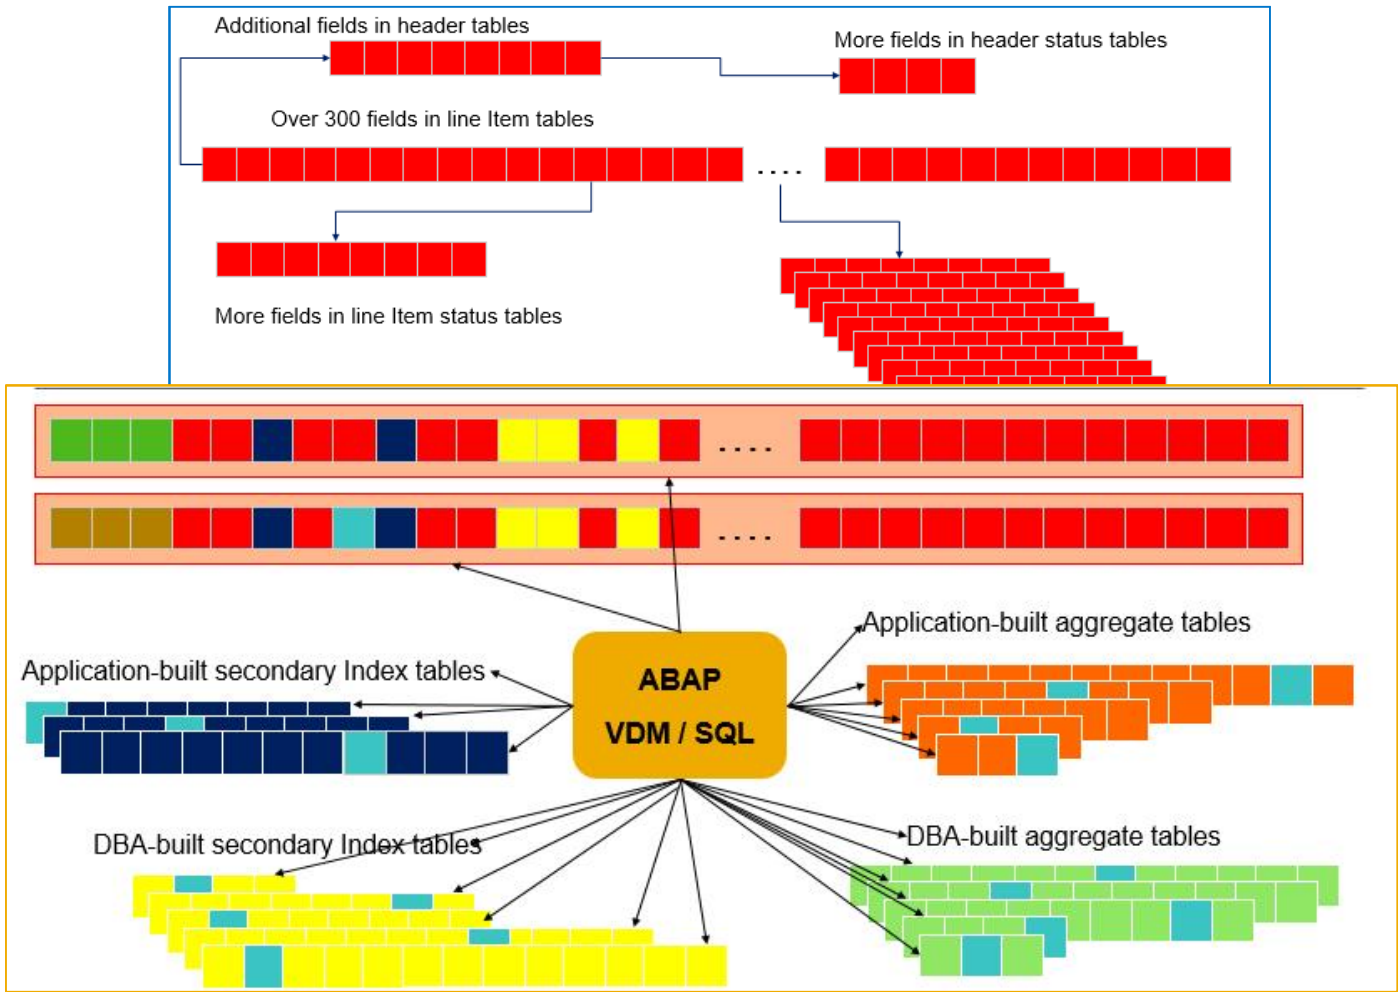 Additional fields in header tables
More fields in header status tables
Over 300 fields in line Item tables
. . . .
More fields in line Item status tables
. . . .
. . . .
Application-built aggregate tables
Application-built secondary Index tables
ABAP
VDM / SQL
DBA-built secondary Index tables
DBA-built aggregate tables